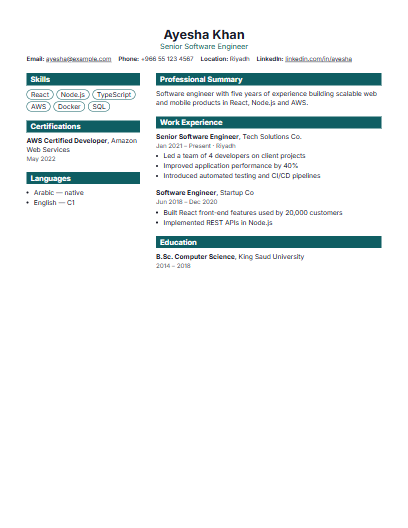 Ayesha Khan
Senior Software Engineer
Email: ayesha@example.com Phone: +966 55 123 4567 Location: Riyadh LinkedIn: linkedin.com/in/ayesha
Skills
React Node.js TypeScript
AWS Docker SQL
Certifications
AWS Certified Developer, Amazon
Web Services
May 2022
Languages
• Arabic — native
• English — C1
Professional Summary
Software engineer with five years of experience building scalable web
and mobile products in React, Node.js and AWS.
Work Experience
Senior Software Engineer, Tech Solutions Co.
Jan 2021 – Present · Riyadh
• Led a team of 4 developers on client projects
• Improved application performance by 40%
• Introduced automated testing and CI/CD pipelines
Software Engineer, Startup Co
Jun 2018 – Dec 2020
• Built React front-end features used by 20,000 customers
• Implemented REST APIs in Node.js
Education
B.Sc. Computer Science, King Saud University
2014 – 2018